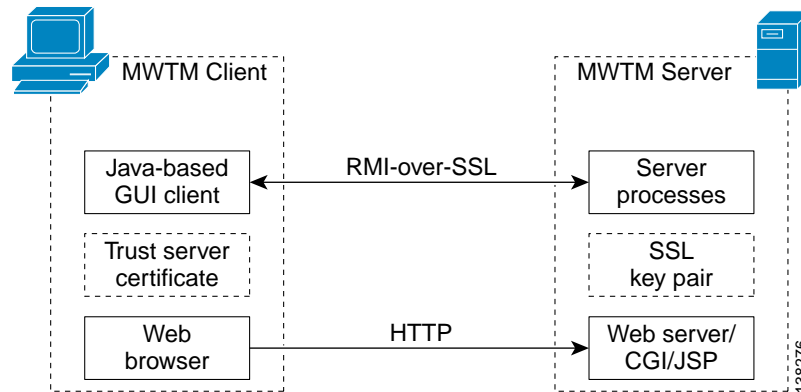 MWTM Client
MWTM Server
Java-based
GUI client
RMI-over-SSL
Server
processes
Trust server
certificate
SSL
key pair
Web
browser
HTTP
Web server/
CGI/JSP